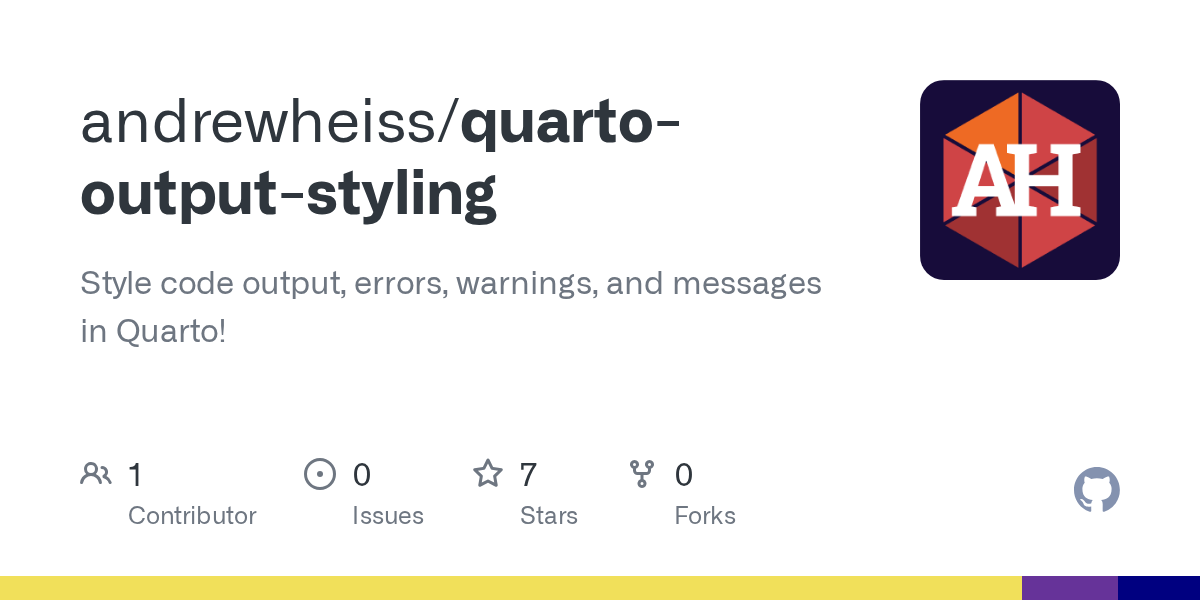 andrewheiss/quarto-
output-styling
AH
Style code output, errors, warnings, and messages
in Quarto!
1
Contributor
0
Issues
7
Stars
0
Forks